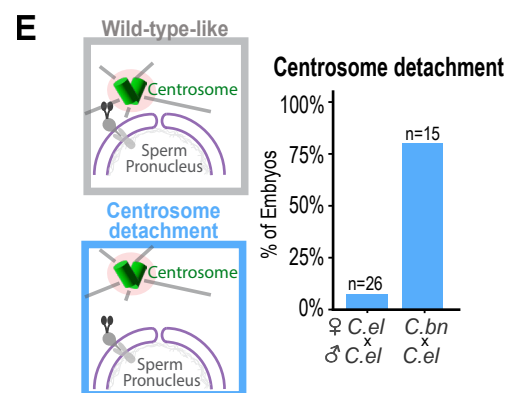 E
Wild-type-like
Centrosome
Sperm
Pronucleus
Centrosome
detachment
Centrosome
Sperm
Pronucleus
Centrosome detachment
% of Embryos
100%
75%
50%
25%
0%
n=26
n=15
♀ C.el C.bn
x x
♂ C.el C.el